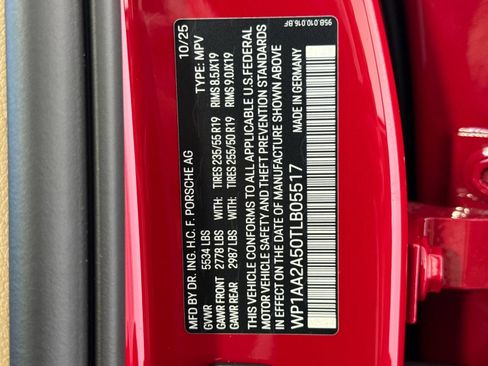 MFD BY DR. ING. H.C. F. PORSCHE AG 10/25
GVWR 5534 LBS TYPE: MPV
GAWR FRONT 2778 LBS WITH: TIRES 235/55 R19 RIMS 8.5JX19
GAWR REAR 2987 LBS WITH: TIRES 255/50 R19 RIMS 9.0JX19
THIS VEHICLE CONFORMS TO ALL APPLICABLE U.S.FEDERAL
MOTOR VEHICLE SAFETY AND THEFT PREVENTION STANDARDS
IN EFFECT ON THE DATE OF MANUFACTURE SHOWN ABOVE
WP1AA2A50TLB05517 MADE IN GERMANY
95B.010.016.BF